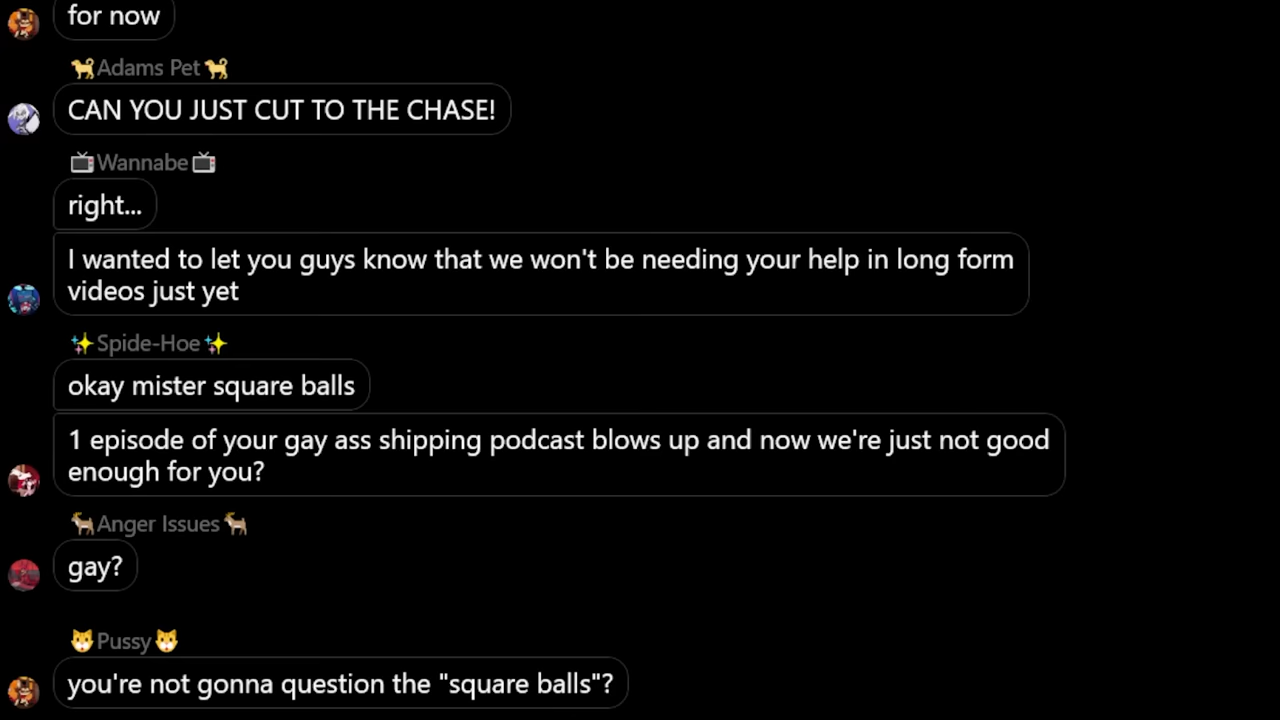 for now
🐕Adams Pet🐕
CAN YOU JUST CUT TO THE CHASE!
📺Wannabe📺
right...
I wanted to let you guys know that we won't be needing your help in long form
videos just yet
✨Spide-Hoe✨
okay mister square balls
1 episode of your gay ass shipping podcast blows up and now we're just not good
enough for you?
🐐Anger Issues🐐
gay?
🐱Pussy🐱
you're not gonna question the "square balls"?